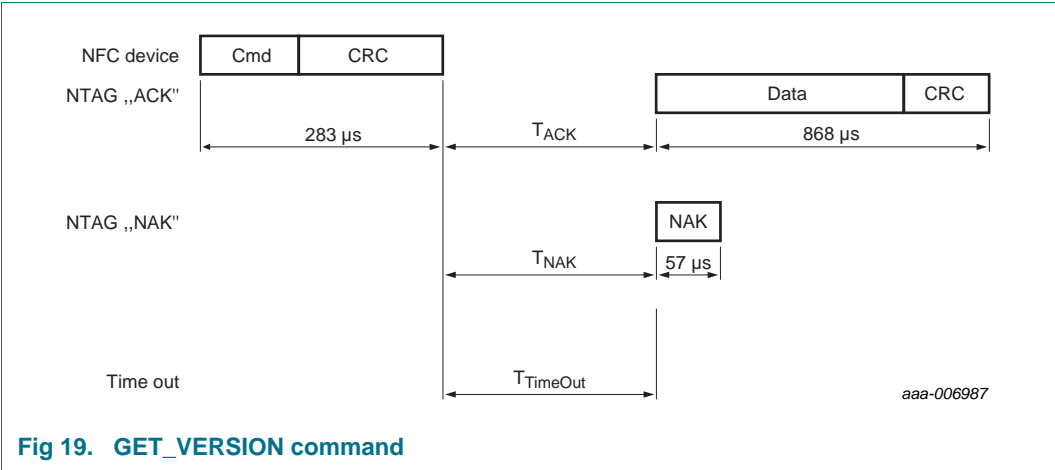 NFC device Cmd CRC
NTAG ,,ACK" Data CRC
283 µs TACK 868 µs
NTAG ,,NAK" NAK
TNAK 57 µs
Time out TTimeOut aaa-006987
Fig 19. GET_VERSION command